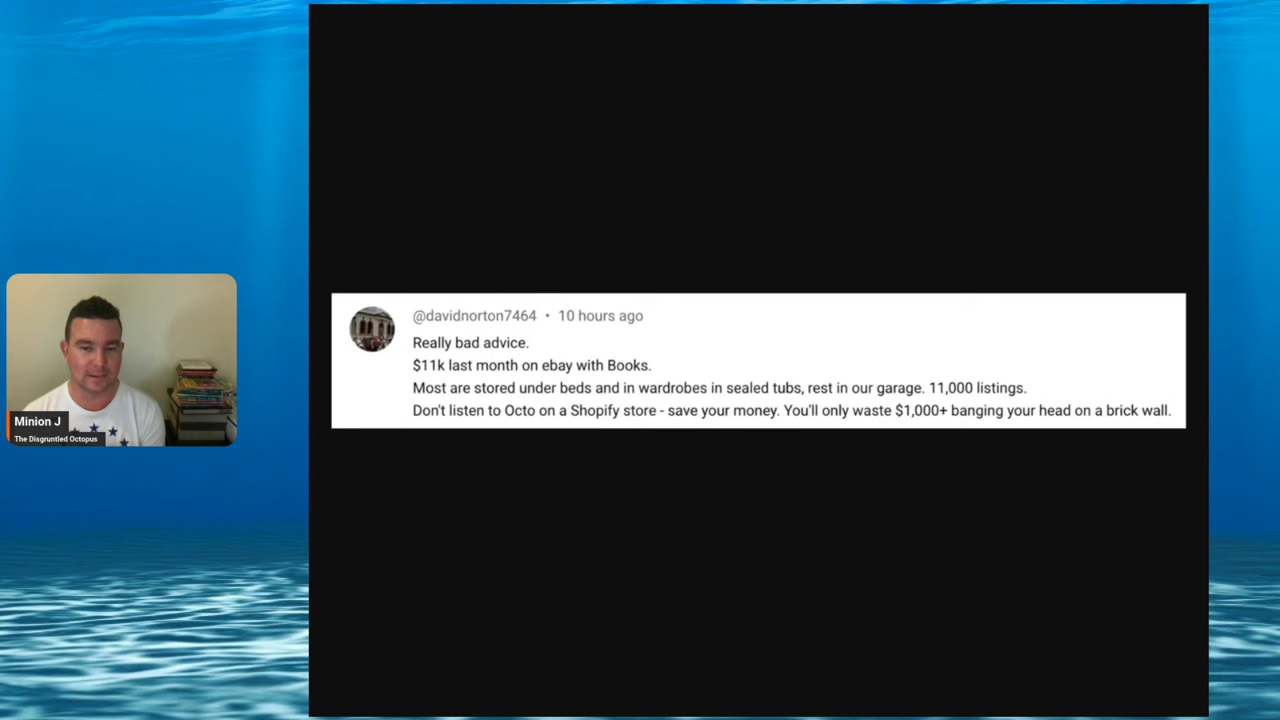 Minion J
The Disgruntled Octopus
@davidnorton7464 • 10 hours ago
Really bad advice.
$11k last month on ebay with Books.
Most are stored under beds and in wardrobes in sealed tubs, rest in our garage. 11,000 listings.
Don't listen to Octo on a Shopify store - save your money. You'll only waste $1,000+ banging your head on a brick wall.